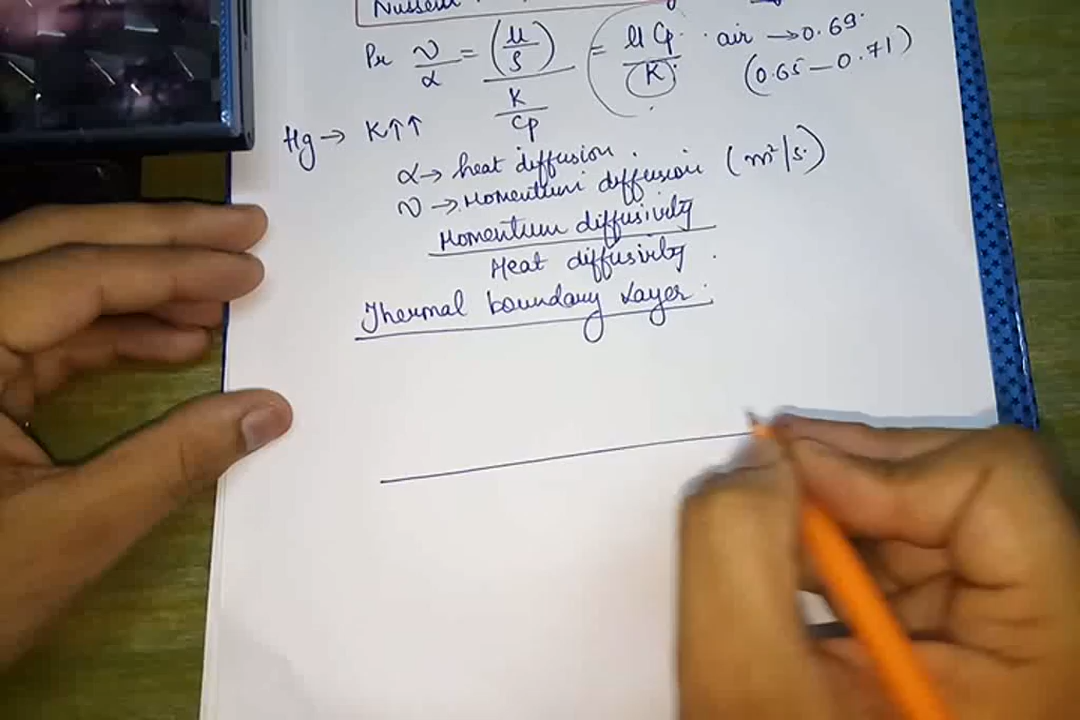 Nusselt
Pr ν/α = (μ/ρ)/(K/Cp) = μCp/(K) . air → 0.69
(0.65 – 0.71)
Hg → K↑↑
α → heat diffusion .
ν → Momentum diffusion (m²/s.)
Momentum diffusivity
Heat diffusivity .
Thermal boundary Layer .